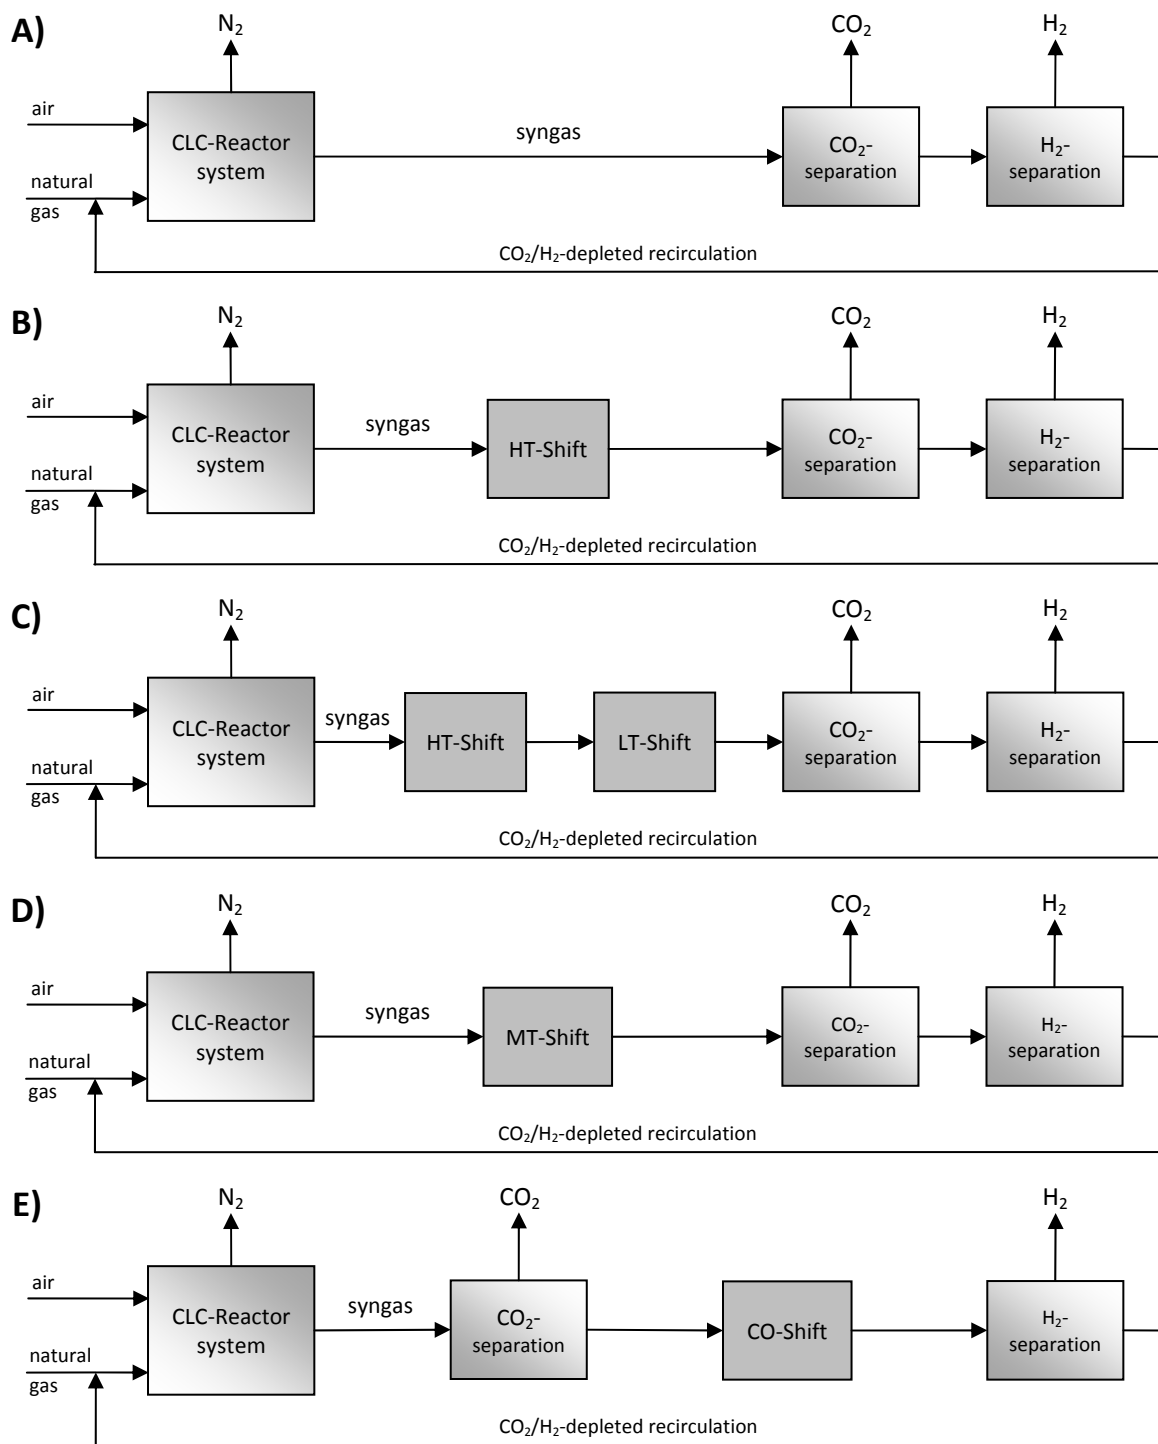 A)
N₂
CO₂
H₂
air
CLC-Reactor
system
syngas
CO₂-
separation
H₂-
separation
natural
gas
CO₂/H₂-depleted recirculation
B)
N₂
CO₂
H₂
air
CLC-Reactor
system
syngas
HT-Shift
CO₂-
separation
H₂-
separation
natural
gas
CO₂/H₂-depleted recirculation
C)
N₂
CO₂
H₂
air
CLC-Reactor
system
syngas
HT-Shift
LT-Shift
CO₂-
separation
H₂-
separation
natural
gas
CO₂/H₂-depleted recirculation
D)
N₂
CO₂
H₂
air
CLC-Reactor
system
syngas
MT-Shift
CO₂-
separation
H₂-
separation
natural
gas
CO₂/H₂-depleted recirculation
E)
N₂
CO₂
H₂
air
CLC-Reactor
system
syngas
CO₂-
separation
CO-Shift
H₂-
separation
natural
gas
CO₂/H₂-depleted recirculation